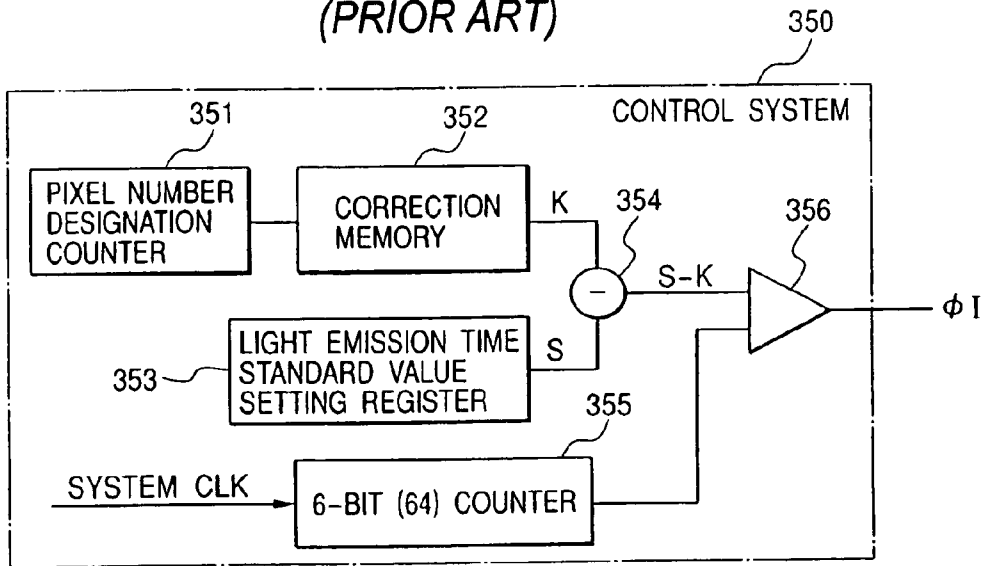 (PRIOR ART)
350
CONTROL SYSTEM
351
352
PIXEL NUMBER
DESIGNATION
COUNTER
CORRECTION
MEMORY
K
354
356
S-K
φI
353
LIGHT EMISSION TIME
STANDARD VALUE
SETTING REGISTER
S
355
SYSTEM CLK
6-BIT (64) COUNTER